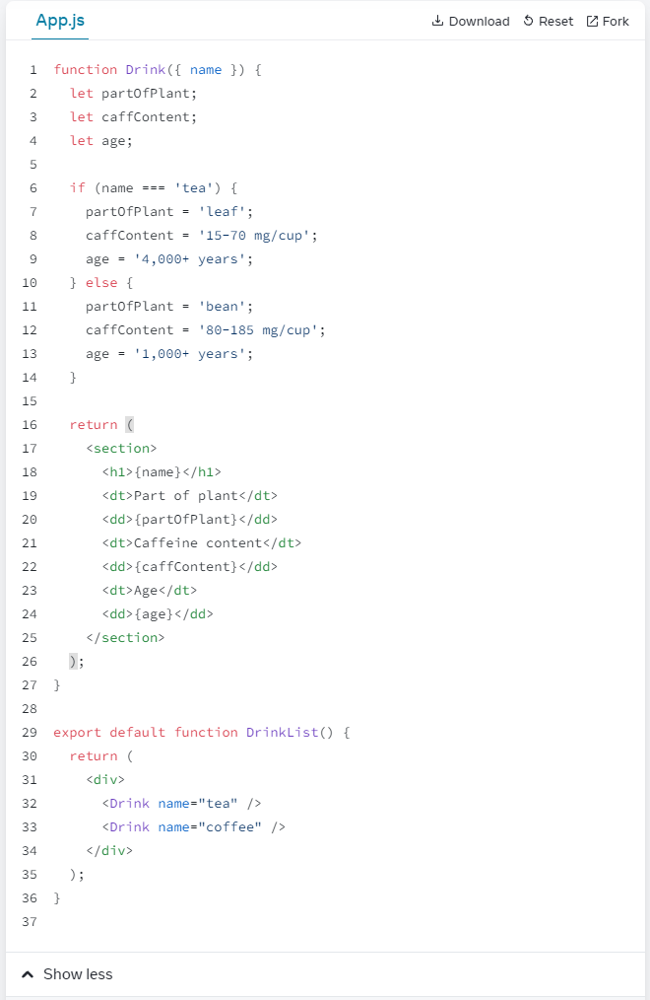 App.js
Download Reset Fork
1 function Drink({ name }) {
2   let partOfPlant;
3   let caffContent;
4   let age;
5
6   if (name === 'tea') {
7     partOfPlant = 'leaf';
8     caffContent = '15-70 mg/cup';
9     age = '4,000+ years';
10   } else {
11     partOfPlant = 'bean';
12     caffContent = '80-185 mg/cup';
13     age = '1,000+ years';
14   }
15
16   return (
17     <section>
18       <h1>{name}</h1>
19       <dt>Part of plant</dt>
20       <dd>{partOfPlant}</dd>
21       <dt>Caffeine content</dt>
22       <dd>{caffContent}</dd>
23       <dt>Age</dt>
24       <dd>{age}</dd>
25     </section>
26   );
27 }
28
29 export default function DrinkList() {
30   return (
31     <div>
32       <Drink name="tea" />
33       <Drink name="coffee" />
34     </div>
35   );
36 }
37
Show less